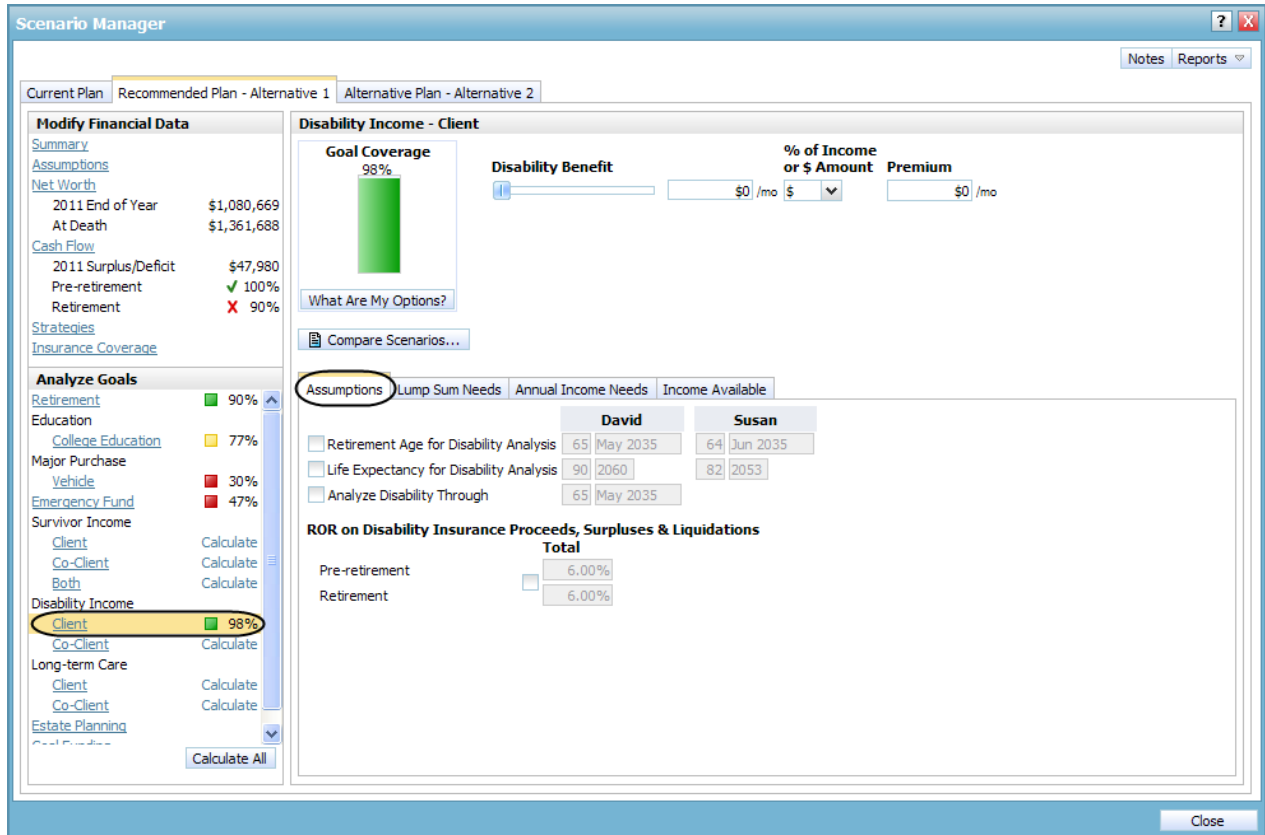 Scenario Manager
?
X
Notes Reports
Current Plan Recommended Plan - Alternative 1 Alternative Plan - Alternative 2
Modify Financial Data
Summary
Assumptions
Net Worth
2011 End of Year $1,080,669
At Death $1,361,688
Cash Flow
2011 Surplus/Deficit $47,980
Pre-retirement 100%
Retirement 90%
Strategies
Insurance Coverage
Analyze Goals
Retirement 90%
Education
College Education 77%
Major Purchase
Vehicle 30%
Emergency Fund 47%
Survivor Income
Client Calculate
Co-Client Calculate
Both Calculate
Disability Income
Client 98%
Co-Client Calculate
Long-term Care
Client Calculate
Co-Client Calculate
Estate Planning
Calculate All
Disability Income - Client
Goal Coverage
98%
What Are My Options?
Disability Benefit
% of Income
or $ Amount Premium
$0 /mo $ $0 /mo
Compare Scenarios...
Assumptions Lump Sum Needs Annual Income Needs Income Available
David Susan
Retirement Age for Disability Analysis 65 May 2035 64 Jun 2035
Life Expectancy for Disability Analysis 90 2060 82 2053
Analyze Disability Through 65 May 2035
ROR on Disability Insurance Proceeds, Surpluses & Liquidations
Total
Pre-retirement 6.00%
Retirement 6.00%
Close